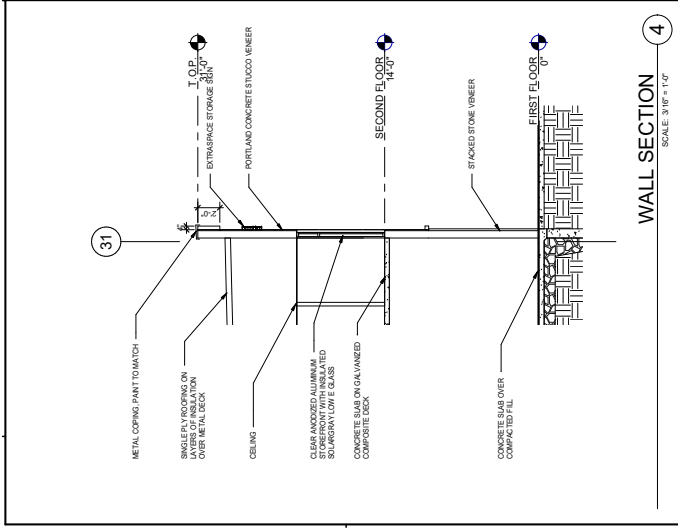 31
METAL COPING, PAINT TO MATCH
SINGLE PLY ROOFING ON
LAYERS OF INSULATION
OVER METAL DECK
CEILING
CLEAR ANODIZED ALUMINUM
STOREFRONT WITH INSULATED
SOLARGRAY LOW E GLASS
CONCRETE SLAB ON GALVANIZED
COMPOSITE DECK
CONCRETE SLAB OVER
COMPACTED FILL
2'-0"
T.O.P.
31'-0"
EXTRASPACE STORAGE SIGN
PORTLAND CONCRETE STUCCO VENEER
SECOND FLOOR
14'-0"
STACKED STONE VENEER
FIRST FLOOR
0"
WALL SECTION
4
SCALE: 3/16" = 1'-0"